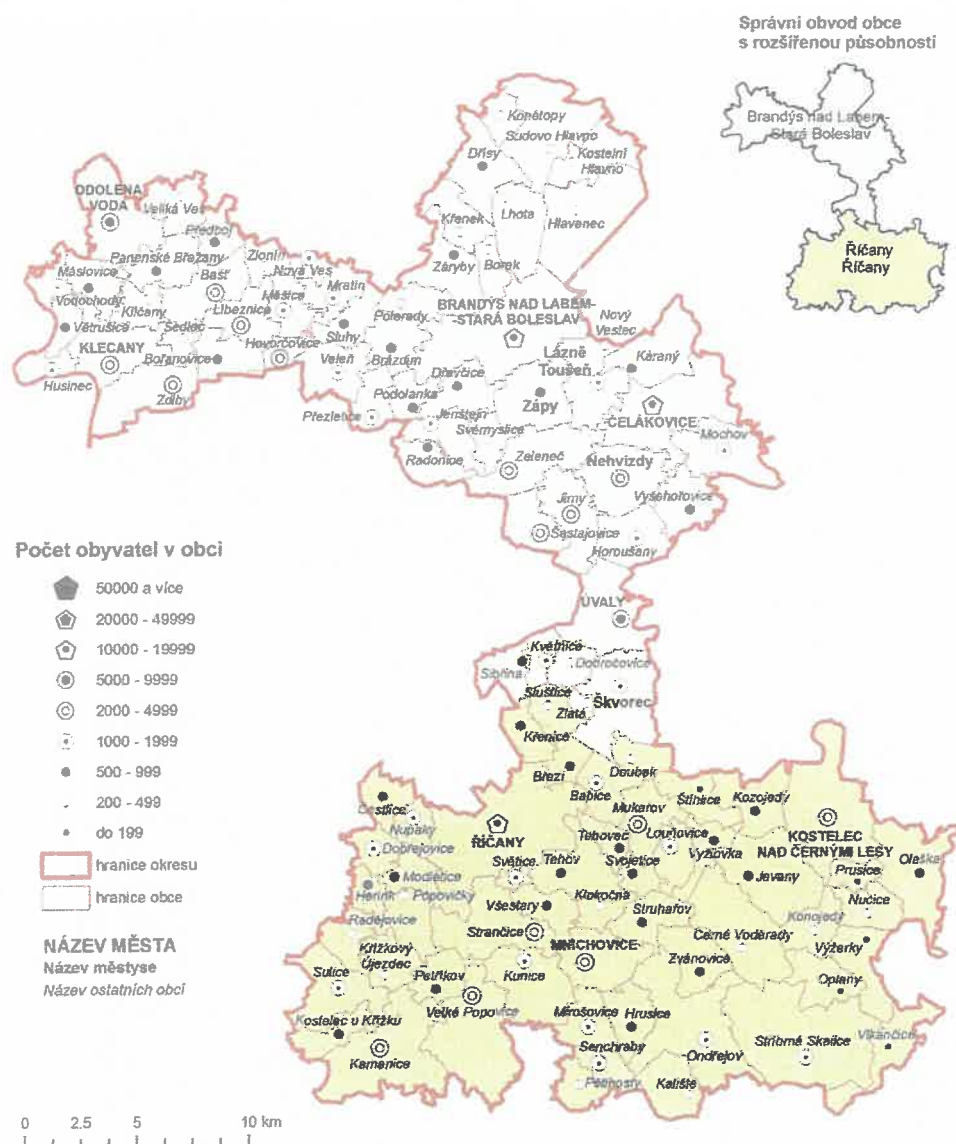 Správní obvod obce
s rozšířenou působností
Brandýs nad Labem-
Stará Boleslav
Říčany
Říčany
Konětopy
Sudovo Hlavno
Dřísy
Kostelní
Hlavno
ODOLENA
VODA
Veliká Ves
Křenek
Lhota
Hlavenec
Předboj
Panenské Břežany
Zlonín
Záryby
Borek
Máslovice
Bašť
Nová Ves
Vodochody
Klíčany
Měšice
Mratín
BRANDÝS NAD LABEM-
STARÁ BOLESLAV
Nový
Vestec
Větrušice
Sedlec
Líbeznice
Polerady
KLECANY
Hovorčovice
Sluhy
Bořanovice
Veleň
Brázdim
Lázně
Toušeň
Káraný
Husinec
Zdiby
Dřevčice
Zápy
Podolanka
Přezletice
Jenštejn
Svémyslice
ČELÁKOVICE
Mochov
Radonice
Zeleneč
Nehvizdy
Jirny
Vyšehořovice
Šestajovice
Horoušany
Počet obyvatel v obci
50000 a více
20000 - 49999
10000 - 19999
5000 - 9999
2000 - 4999
1000 - 1999
500 - 999
200 - 499
do 199
hranice okresu
hranice obce
NÁZEV MĚSTA
Název městyse
Název ostatních obcí
ÚVALY
Květnice
Sibřina
Dobročovice
Sluštice
Škvorec
Zlatá
Křenice
Březí
Doubek
Babice
Štíhlice
Kozojedy
Nupaky
Mukařov
ŘÍČANY
Tehovec
Louňovice
KOSTELEC
NAD ČERNÝMI LESY
Dobřejovice
Vyžlovka
Světice
Tehov
Svojetice
Oleška
Modletice
Jevany
Prusice
Herink
Popovičky
Klokočná
Nučice
Všestary
Struhařov
Radějovice
Konojedy
Strančice
MNICHOVICE
Černé Voděrady
Výžerky
Křížkový
Újezdec
Sulice
Kunice
Zvánovice
Petříkov
Oplany
Velké Popovice
Kostelec u Křížků
Mirošovice
Hrusice
Vlkančice
Kamenice
Senohraby
Ondřejov
Stříbrná Skalice
Pětihosty
Kaliště
0 2.5 5 10 km